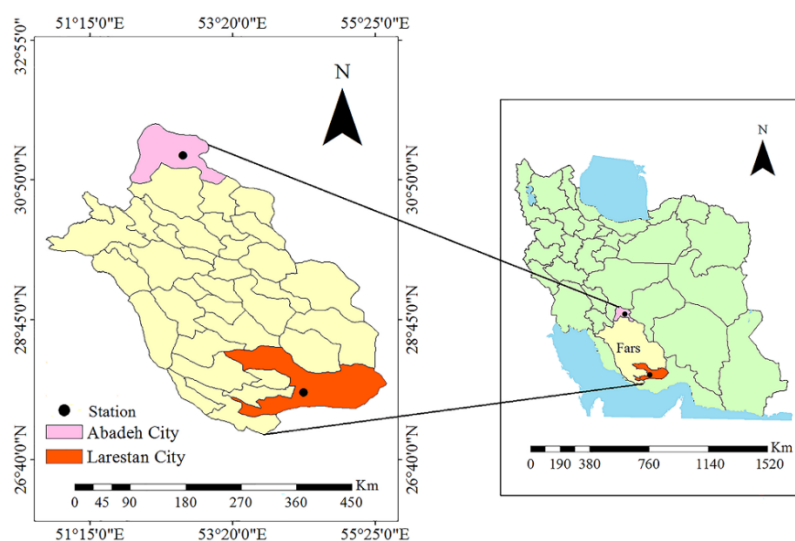 51°15'0"E 53°20'0"E 55°25'0"E
32°55'0"N
30°50'0"N
28°45'0"N
26°40'0"N
N
Station
Abadeh City
Larestan City
Km
0 45 90 180 270 360 450
51°15'0"E 53°20'0"E 55°25'0"E
30°50'0"N
28°45'0"N
26°40'0"N
N
Fars
Km
0 190 380 760 1140 1520